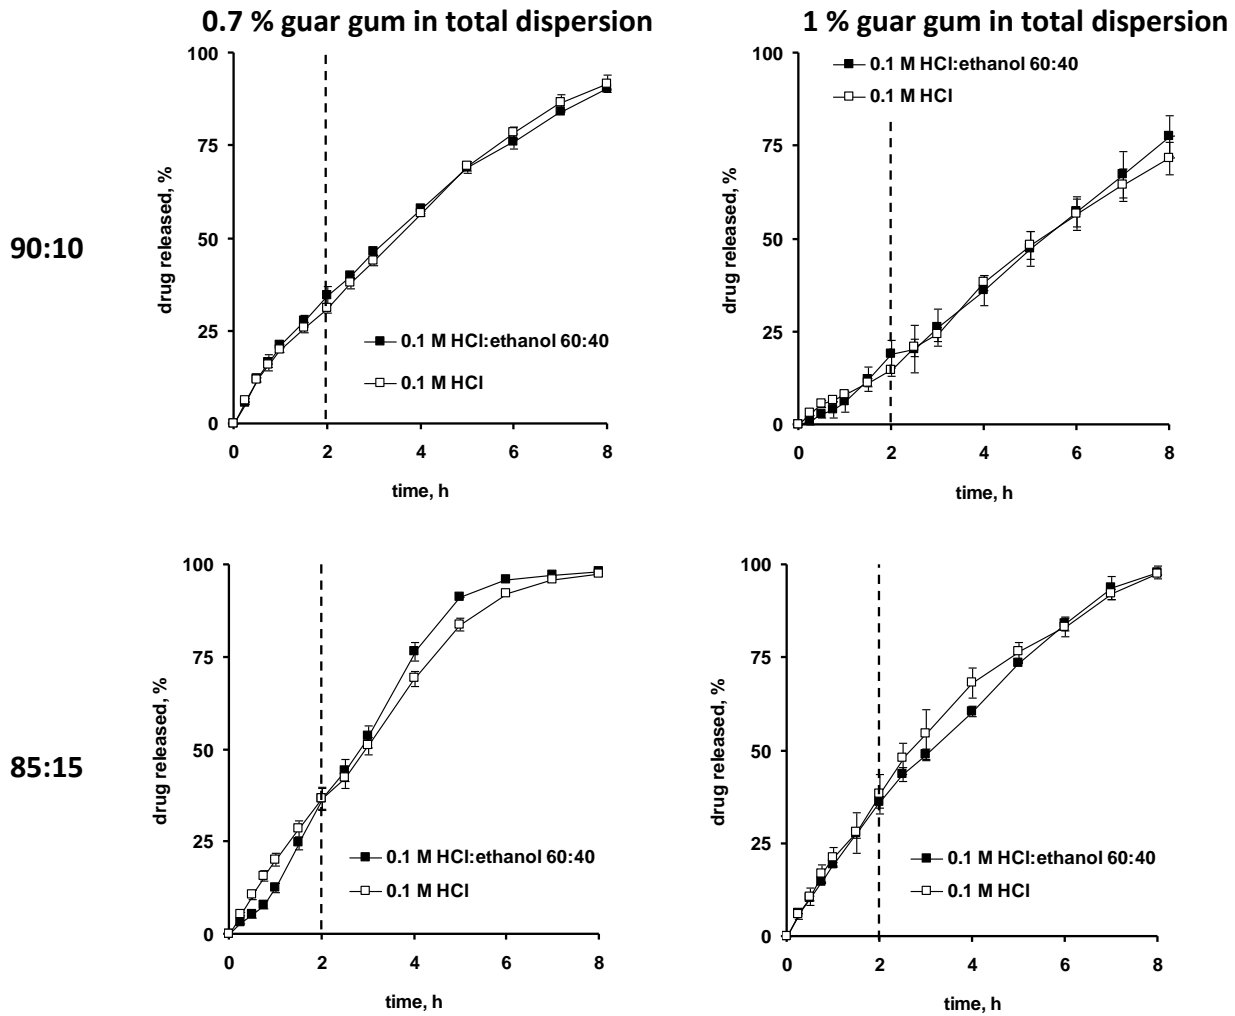 0.7 % guar gum in total dispersion
1 % guar gum in total dispersion
90:10
drug released, %
100
75
50
25
0
0 2 4 6 8
time, h
0.1 M HCl:ethanol 60:40
0.1 M HCl
drug released, %
100
75
50
25
0
0 2 4 6 8
time, h
0.1 M HCl:ethanol 60:40
0.1 M HCl
85:15
drug released, %
100
75
50
25
0
0 2 4 6 8
time, h
0.1 M HCl:ethanol 60:40
0.1 M HCl
drug released, %
100
75
50
25
0
0 2 4 6 8
time, h
0.1 M HCl:ethanol 60:40
0.1 M HCl